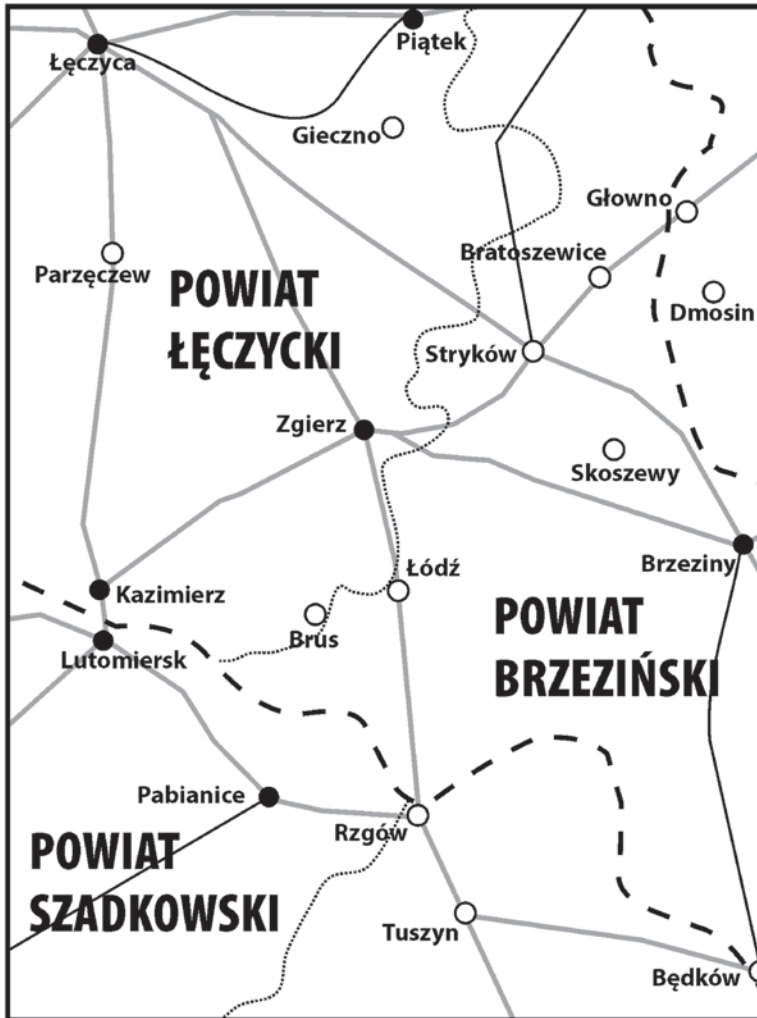 Piątek
Łęczyca
Gieczno
Głowno
Bratoszewice
Parzęczew
POWIAT
ŁĘCZYCKI
Dmosin
Stryków
Zgierz
Skoszewy
Brzeziny
Łódź
Kazimierz
Brus
POWIAT
BRZEZIŃSKI
Lutomiersk
Pabianice
Rzgów
POWIAT
SZADKOWSKI
Tuszyn
Będków